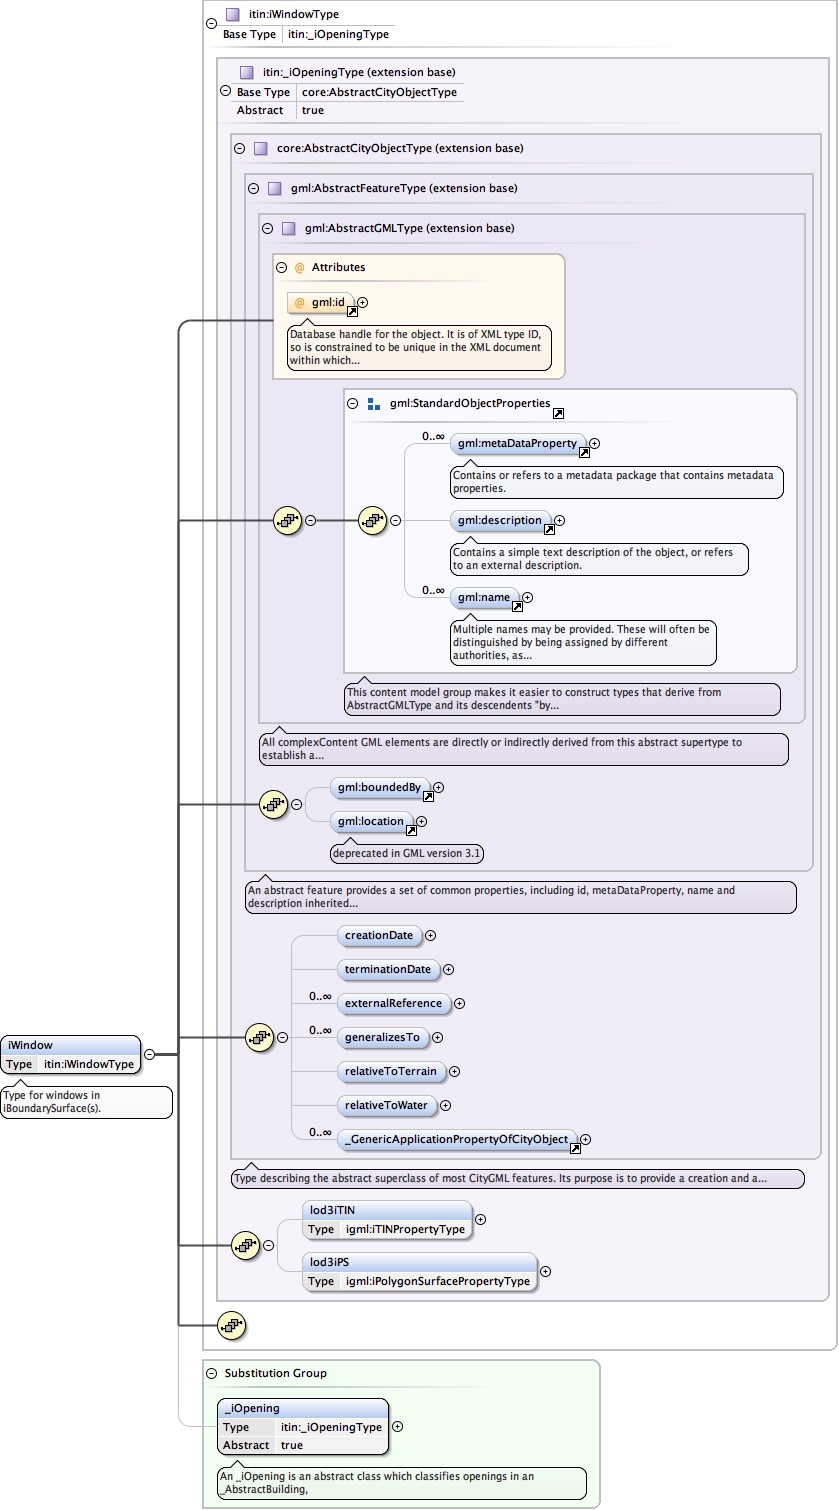 itin:iWindowType
Base Type itin:_iOpeningType
itin:_iOpeningType (extension base)
Base Type core:AbstractCityObjectType
Abstract true
core:AbstractCityObjectType (extension base)
gml:AbstractFeatureType (extension base)
gml:AbstractGMLType (extension base)
@ Attributes
@ gml:id
Database handle for the object. It is of XML type ID,
so is constrained to be unique in the XML document
within which...
gml:StandardObjectProperties
0..∞ gml:metaDataProperty
Contains or refers to a metadata package that contains metadata
properties.
gml:description
Contains a simple text description of the object, or refers
to an external description.
0..∞ gml:name
Multiple names may be provided. These will often be
distinguished by being assigned by different
authorities, as...
This content model group makes it easier to construct types that derive from
AbstractGMLType and its descendents "by...
All complexContent GML elements are directly or indirectly derived from this abstract supertype to
establish a...
gml:boundedBy
gml:location
deprecated in GML version 3.1
An abstract feature provides a set of common properties, including id, metaDataProperty, name and
description inherited...
creationDate
terminationDate
0..∞ externalReference
0..∞ generalizesTo
relativeToTerrain
relativeToWater
0..∞ _GenericApplicationPropertyOfCityObject
iWindow
Type itin:iWindowType
Type for windows in
iBoundarySurface(s).
Type describing the abstract superclass of most CityGML features. Its purpose is to provide a creation and a...
lod3iTIN
Type igml:iTINPropertyType
lod3iPS
Type igml:iPolygonSurfacePropertyType
Substitution Group
_iOpening
Type itin:_iOpeningType
Abstract true
An _iOpening is an abstract class which classifies openings in an
_AbstractBuilding,